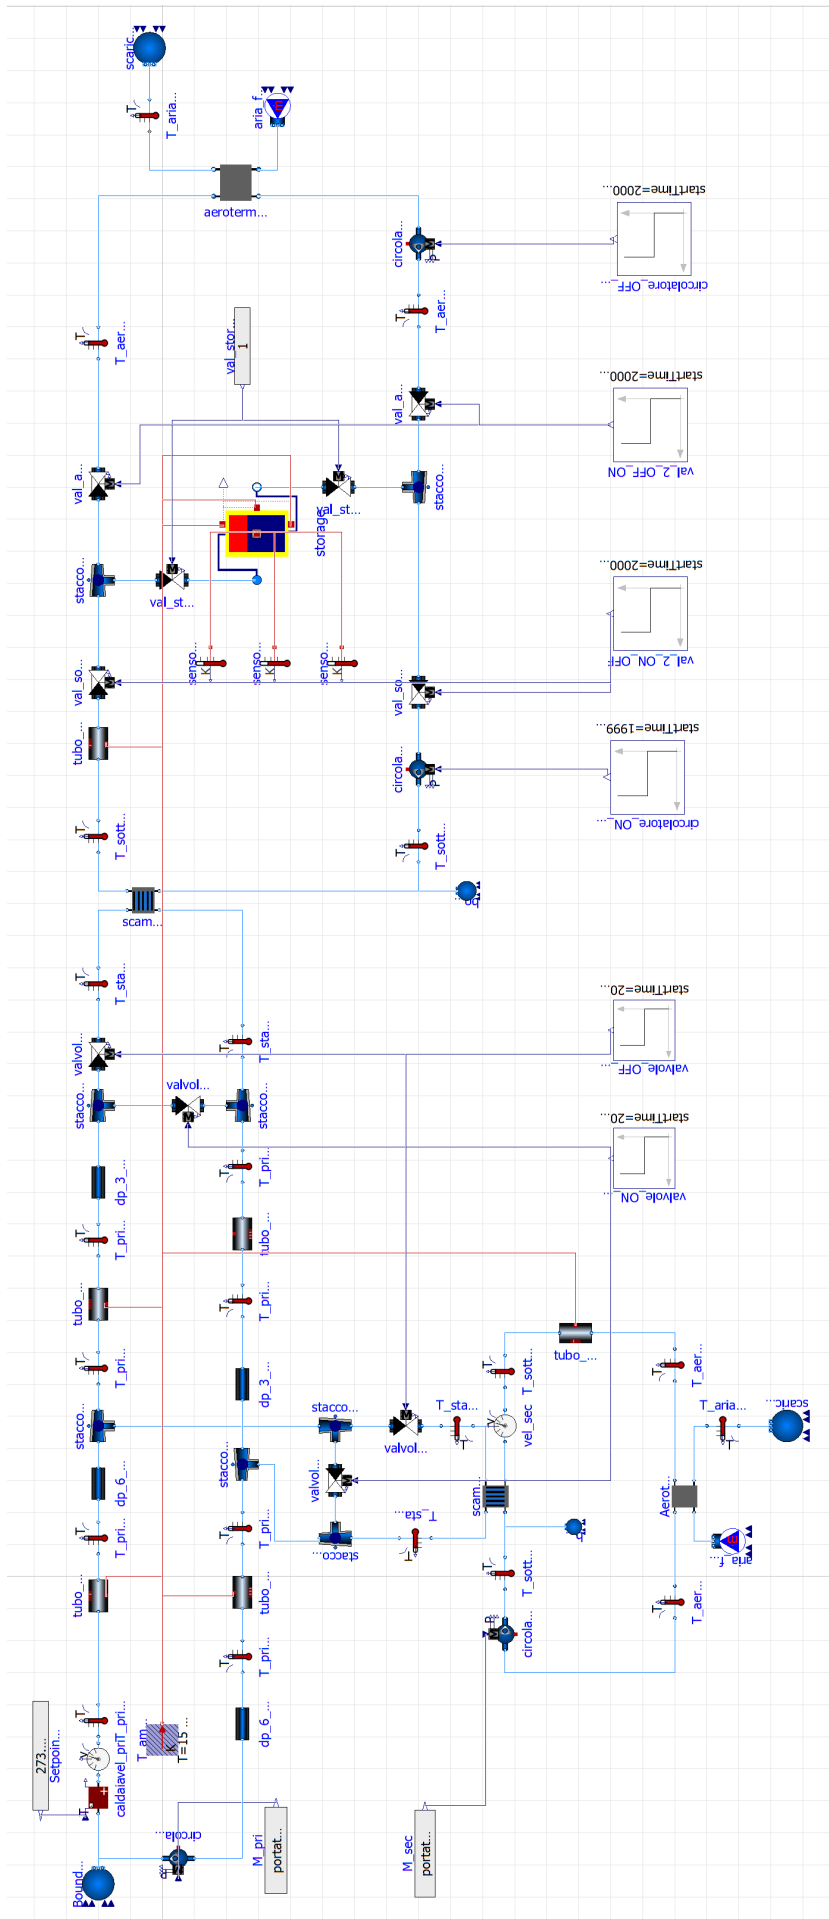 scaric...
T
T_aria...
aria_f...
m
aeroterm...
startTime=2000...
circolatore_OFF_...
circola...
M
P
T
T_aer...
T
T_aer...
val_stor...
1
startTime=2000...
val_2_OFF_ON
val_a...
M
val_a...
M
stacco...
M
val_st...
storage
startTime=2000...
val_2_ON_OFF
stacco...
M
val_st...
senso...
K
senso...
K
senso...
K
val_so...
M
val_so...
M
tubo_...
startTime=1999...
circolatore_ON_...
circola...
M
P
T
T_sott...
T
T_sott...
scam...
bo...
T
T_sta...
T
T_sta...
startTime=20...
valvole_OFF_...
valvol...
M
valvol...
M
stacco...
stacco...
startTime=20...
valvole_ON_...
dp_3_...
T
T_pri...
T
T_pri...
tubo_...
tubo_...
T
T_pri...
T
T_pri...
dp_3_...
tubo_...
T
T_sott...
T
T_aer...
stacco...
stacco...
M
valvol...
T_sta...
T
V
vel_sec
T_aria...
T
scaric...
dp_6_...
stacco...
valvol...
M
scam...
Aerot...
T
T_pri...
T
T_pri...
stacco...
T_sta...
T
m
aria_f...
tubo_...
tubo_...
T
T_sott...
T
T_aer...
T
T_pri...
circola...
M
P
T
T_pri...
dp_6_...
273....
Setpoin...
V
vel_pri
caldaia
T
T_am...
K
T=15 ...
circola...
M
P
M_pri
portat...
M_sec
portat...
Bound...